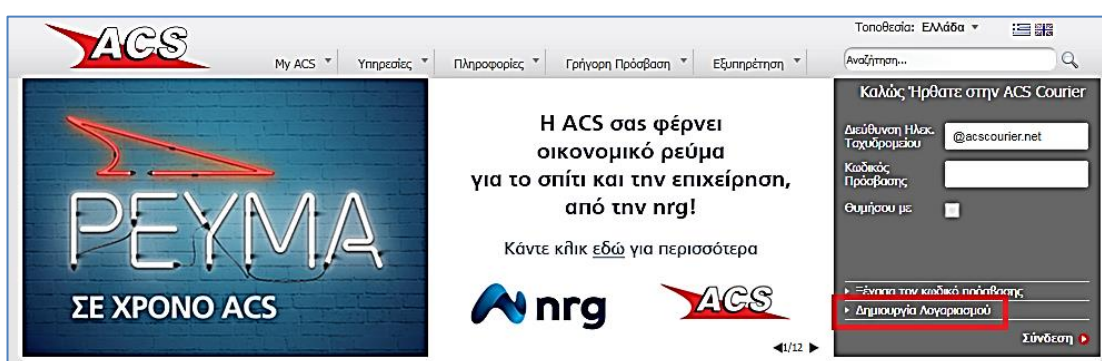 ACS
Τοποθεσία: Ελλάδα
My ACS
Υπηρεσίες
Πληροφορίες
Γρήγορη Πρόσβαση
Εξυπηρέτηση
Αναζήτηση...
ΡΕΥΜΑ
ΣΕ ΧΡΟΝΟ ACS
Η ACS σας φέρνει
οικονομικό ρεύμα
για το σπίτι και την επιχείρηση,
από την nrg!
Κάντε κλικ εδώ για περισσότερα
nrg
ACS
1/12
Καλώς Ήρθατε στην ACS Courier
Διεύθυνση Ηλεκ.
Ταχυδρομείου
@acscourier.net
Κωδικός
Πρόσβασης
Θυμήσου με
Ξέχασα τον κωδικό πρόσβασης
Δημιουργία Λογαριασμού
Σύνδεση